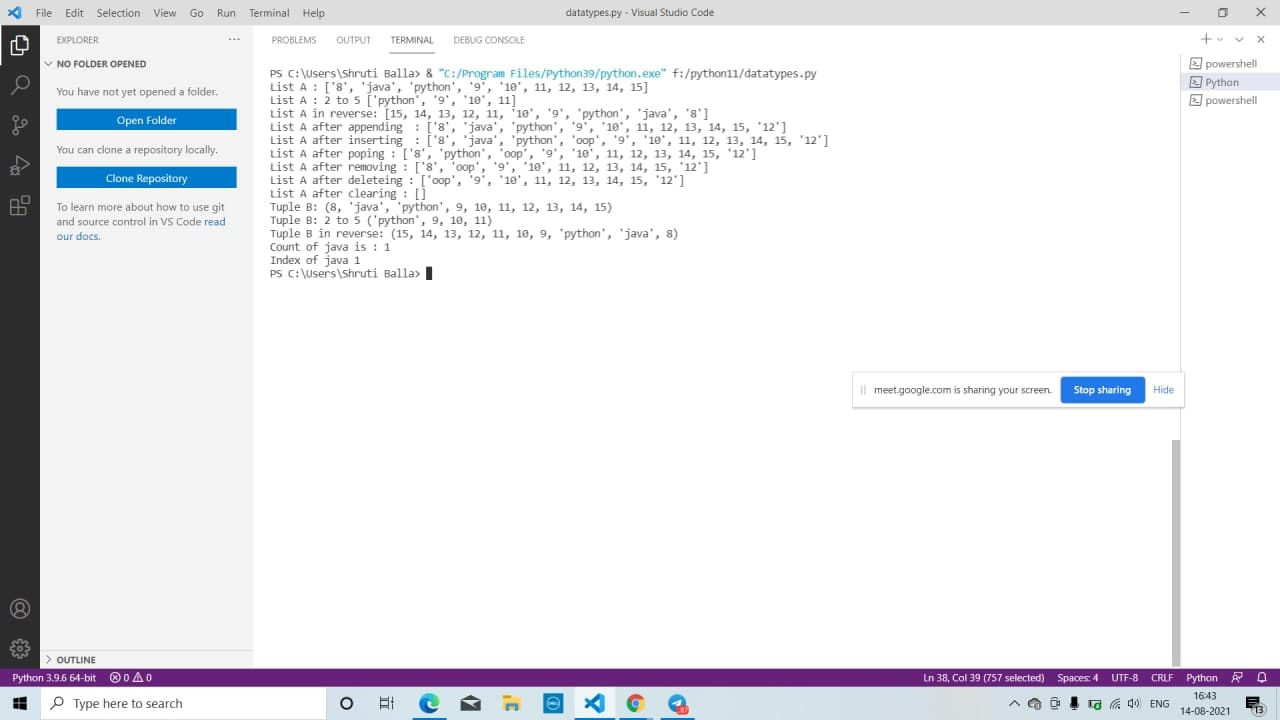 File Edit Selection View Go Run Terminal Help
datatypes.py - Visual Studio Code
EXPLORER
NO FOLDER OPENED
You have not yet opened a folder.
Open Folder
You can clone a repository locally.
Clone Repository
To learn more about how to use git
and source control in VS Code read
our docs.
OUTLINE
PROBLEMS OUTPUT TERMINAL DEBUG CONSOLE
PS C:\Users\Shruti Balla> & "C:/Program Files/Python39/python.exe" f:/python11/datatypes.py
List A : ['8', 'java', 'python', '9', '10', 11, 12, 13, 14, 15]
List A : 2 to 5 ['python', '9', '10', 11]
List A in reverse: [15, 14, 13, 12, 11, '10', '9', 'python', 'java', '8']
List A after appending  : ['8', 'java', 'python', '9', '10', 11, 12, 13, 14, 15, '12']
List A after inserting  : ['8', 'java', 'python', 'oop', '9', '10', 11, 12, 13, 14, 15, '12']
List A after poping : ['8', 'python', 'oop', '9', '10', 11, 12, 13, 14, 15, '12']
List A after removing : ['8', 'oop', '9', '10', 11, 12, 13, 14, 15, '12']
List A after deleteing : ['oop', '9', '10', 11, 12, 13, 14, 15, '12']
List A after clearing : []
Tuple B: (8, 'java', 'python', 9, 10, 11, 12, 13, 14, 15)
Tuple B: 2 to 5 ('python', 9, 10, 11)
Tuple B in reverse: (15, 14, 13, 12, 11, 10, 9, 'python', 'java', 8)
Count of java is : 1
Index of java 1
PS C:\Users\Shruti Balla>
powershell
Python
powershell
meet.google.com is sharing your screen. Stop sharing Hide
Python 3.9.6 64-bit 0 0 Ln 38, Col 39 (757 selected) Spaces: 4 UTF-8 CRLF Python
Type here to search
ENG
16:43
14-08-2021
13